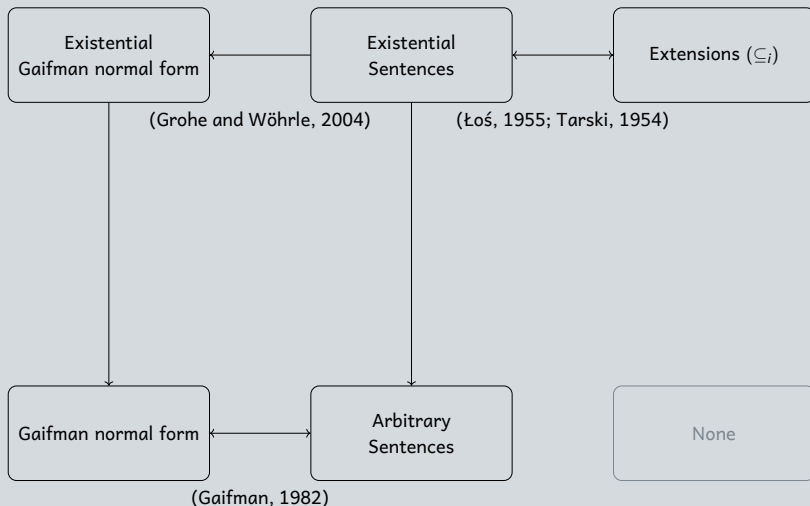 Existential
Gaifman normal form
Existential
Sentences
Extensions (⊆ᵢ)
(Grohe and Wöhrle, 2004)
(Łoś, 1955; Tarski, 1954)
Gaifman normal form
Arbitrary
Sentences
None
(Gaifman, 1982)